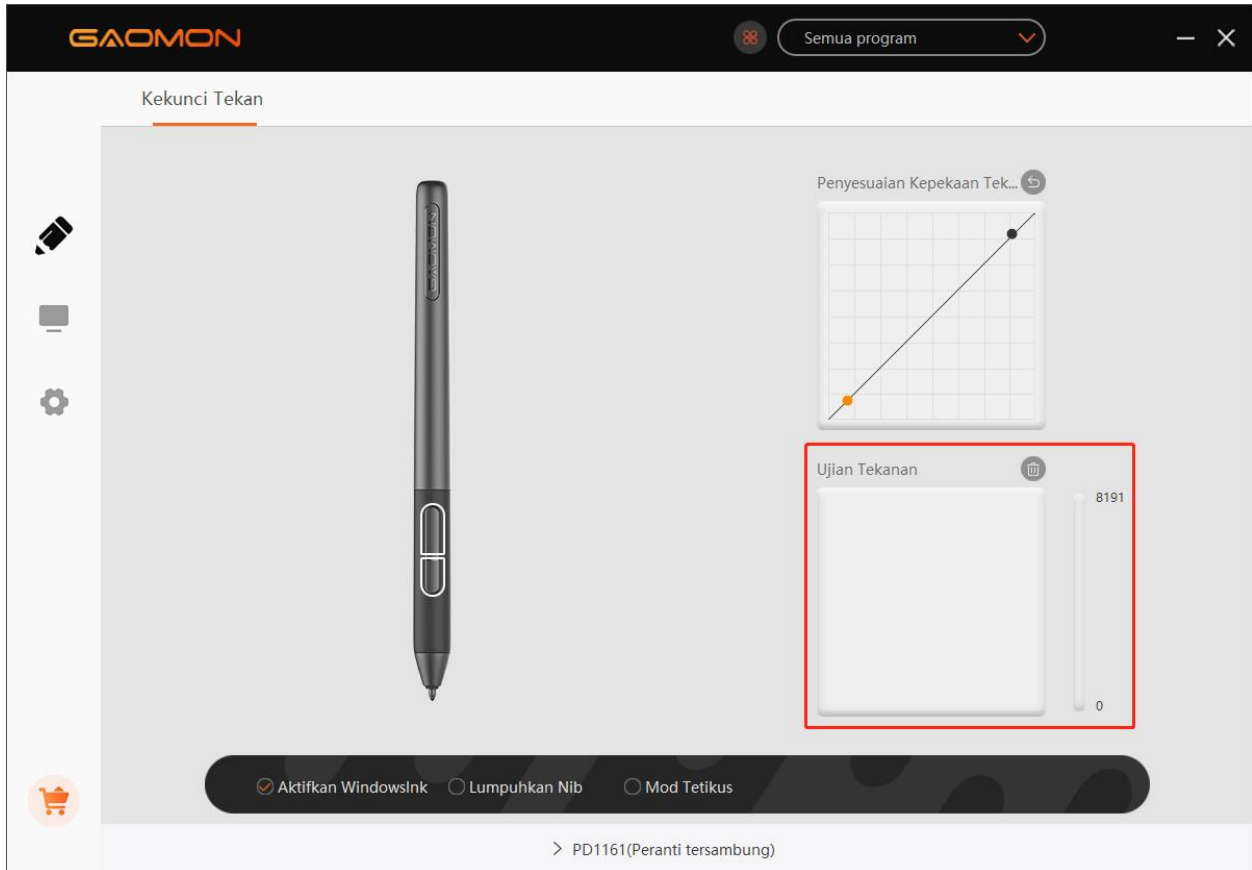 GAOMON
Semua program
Kekunci Tekan
GAOMON
Penyesuaian Kepekaan Tek...
Ujian Tekanan
8191
0
Aktifkan WindowsInk
Lumpuhkan Nib
Mod Tetikus
PD1161(Peranti tersambung)